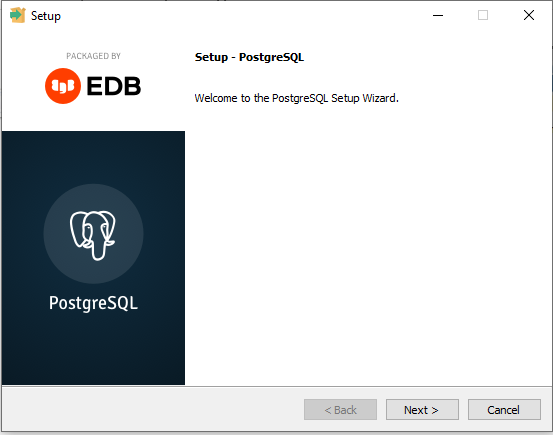 Setup
PACKAGED BY
EDB
Setup - PostgreSQL
Welcome to the PostgreSQL Setup Wizard.
PostgreSQL
< Back
Next >
Cancel